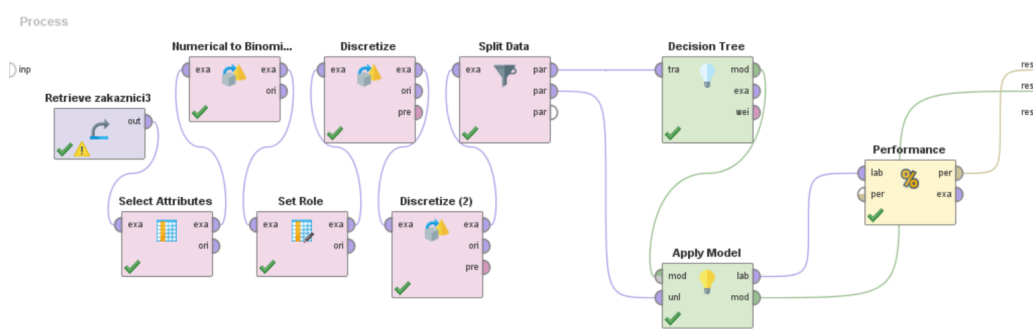 Process
inp
Retrieve zakaznici3
out
Select Attributes
exa exa
ori
Numerical to Binomi...
exa exa
ori
Set Role
exa exa
ori
Discretize
exa exa
ori
pre
Discretize (2)
exa exa
ori
pre
Split Data
exa par
par
par
Decision Tree
tra mod
exa
wei
Apply Model
mod lab
unl mod
Performance
lab % per
per exa
res
res
res